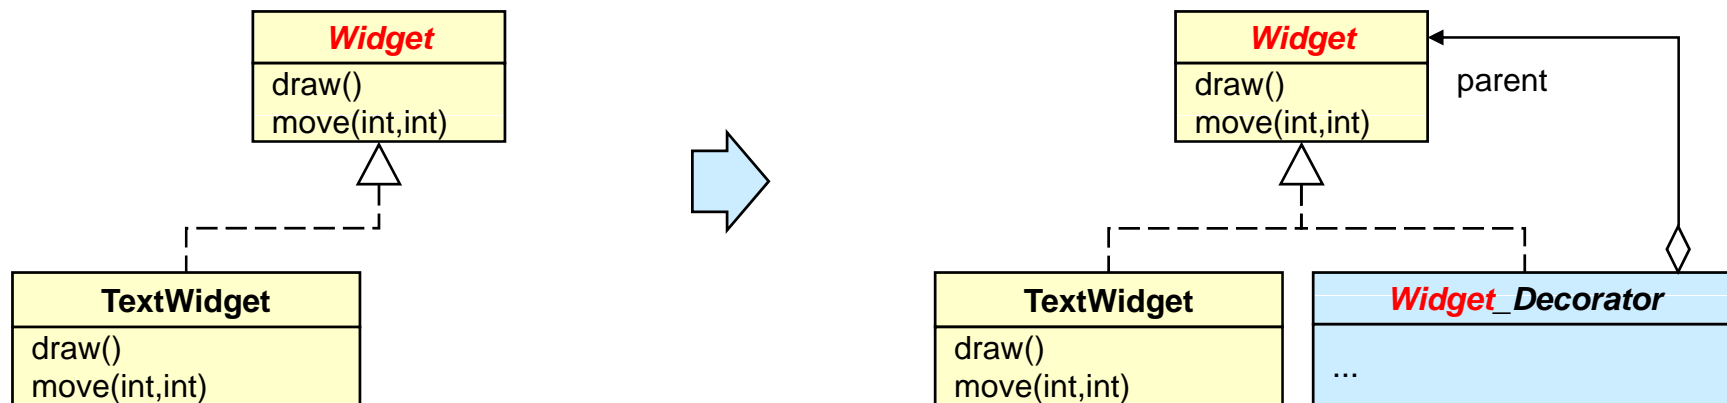 Widget
draw()
move(int,int)
TextWidget
draw()
move(int,int)
Widget
draw()
move(int,int)
parent
TextWidget
draw()
move(int,int)
Widget_Decorator
...